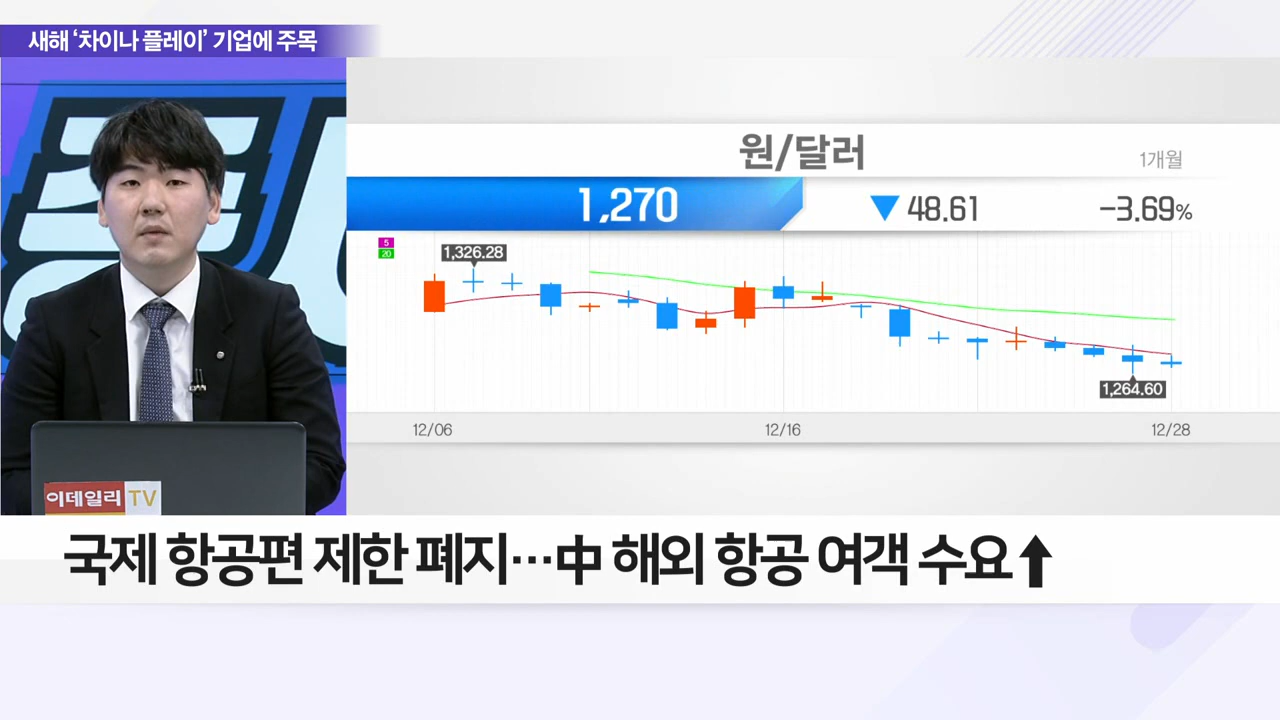 새해 '차이나 플레이' 기업에 주목
원/달러
1개월
1,270
▼48.61
-3.69%
5
20
1,326.28
1,264.60
12/06
12/16
12/28
이데일리 TV
국제 항공편 제한 폐지…中 해외 항공 여객 수요↑